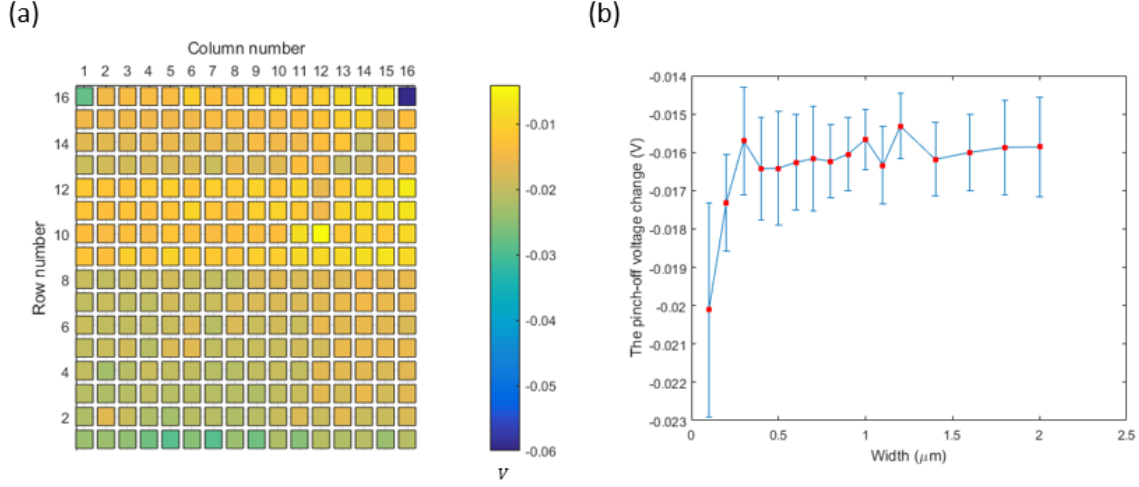 (a)
Column number
1 2 3 4 5 6 7 8 9 10 11 12 13 14 15 16
Row number
16
14
12
10
8
6
4
2
-0.01
-0.02
-0.03
-0.04
-0.05
-0.06
V
(b)
The pinch-off voltage change (V)
-0.014
-0.015
-0.016
-0.017
-0.018
-0.019
-0.02
-0.021
-0.022
-0.023
0 0.5 1 1.5 2 2.5
Width (μm)